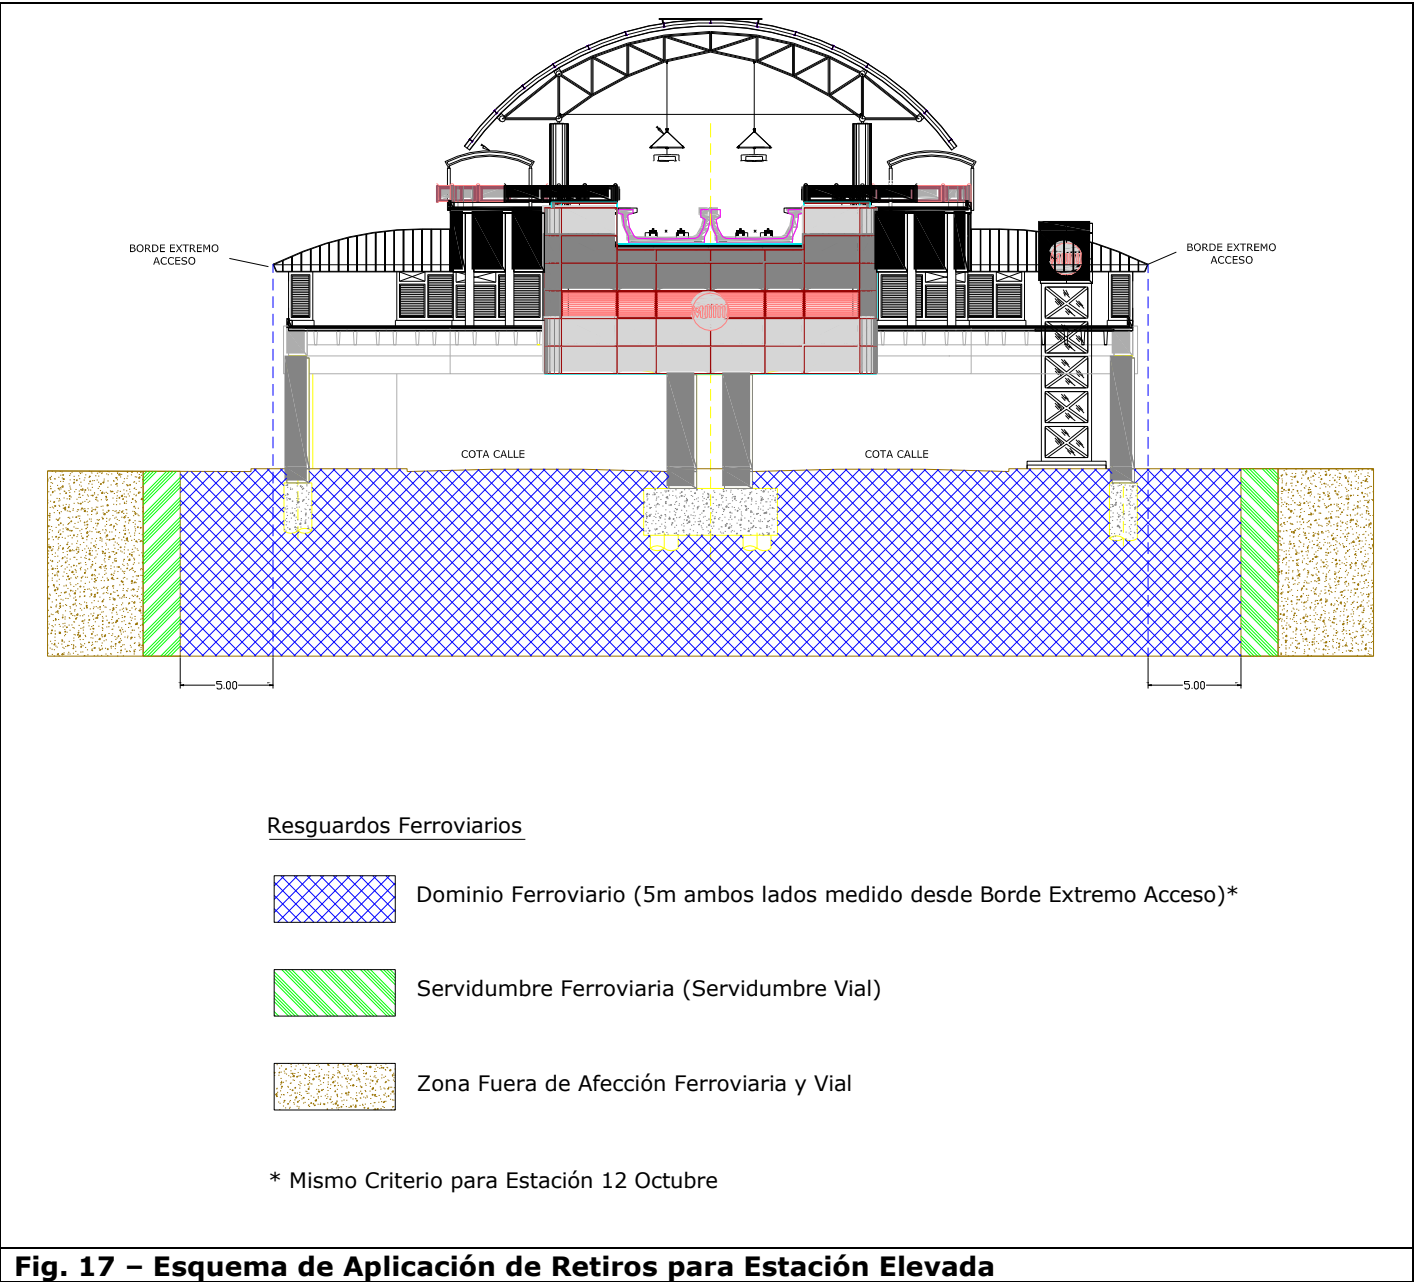 BORDE EXTREMO
ACCESO
BORDE EXTREMO
ACCESO
METRO
COTA CALLE
COTA CALLE
5.00
5.00
Resguardos Ferroviarios
Dominio Ferroviario (5m ambos lados medido desde Borde Extremo Acceso)*
Servidumbre Ferroviaria (Servidumbre Vial)
Zona Fuera de Afección Ferroviaria y Vial
* Mismo Criterio para Estación 12 Octubre
Fig. 17 – Esquema de Aplicación de Retiros para Estación Elevada